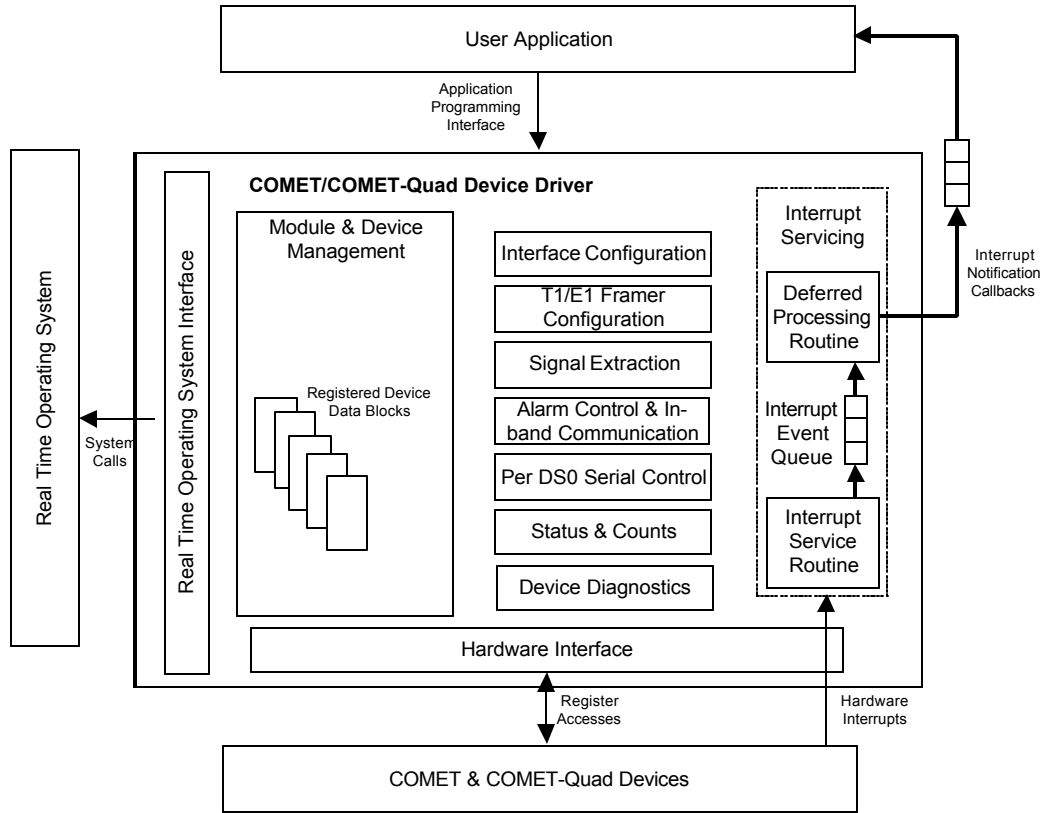 User Application
Application
Programming
Interface
COMET/COMET-Quad Device Driver
Real Time Operating System
System
Calls
Real Time Operating System Interface
Module & Device
Management
Registered Device
Data Blocks
Interface Configuration
T1/E1 Framer
Configuration
Signal Extraction
Alarm Control & In-
band Communication
Per DS0 Serial Control
Status & Counts
Device Diagnostics
Interrupt
Servicing
Deferred
Processing
Routine
Interrupt
Event
Queue
Interrupt
Service
Routine
Interrupt
Notification
Callbacks
Hardware Interface
Register
Accesses
Hardware
Interrupts
COMET & COMET-Quad Devices